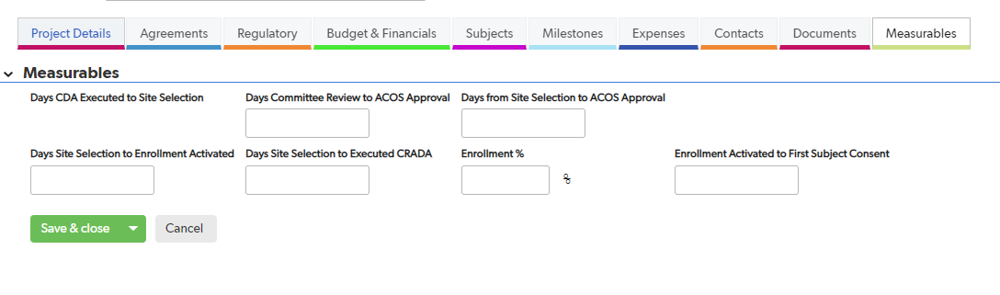 Project Details Agreements Regulatory Budget & Financials Subjects Milestones Expenses Contacts Documents Measurables
Measurables
Days CDA Executed to Site Selection Days Committee Review to ACOS Approval Days from Site Selection to ACOS Approval
Days Site Selection to Enrollment Activated Days Site Selection to Executed CRADA Enrollment % Enrollment Activated to First Subject Consent
%
Save & close Cancel